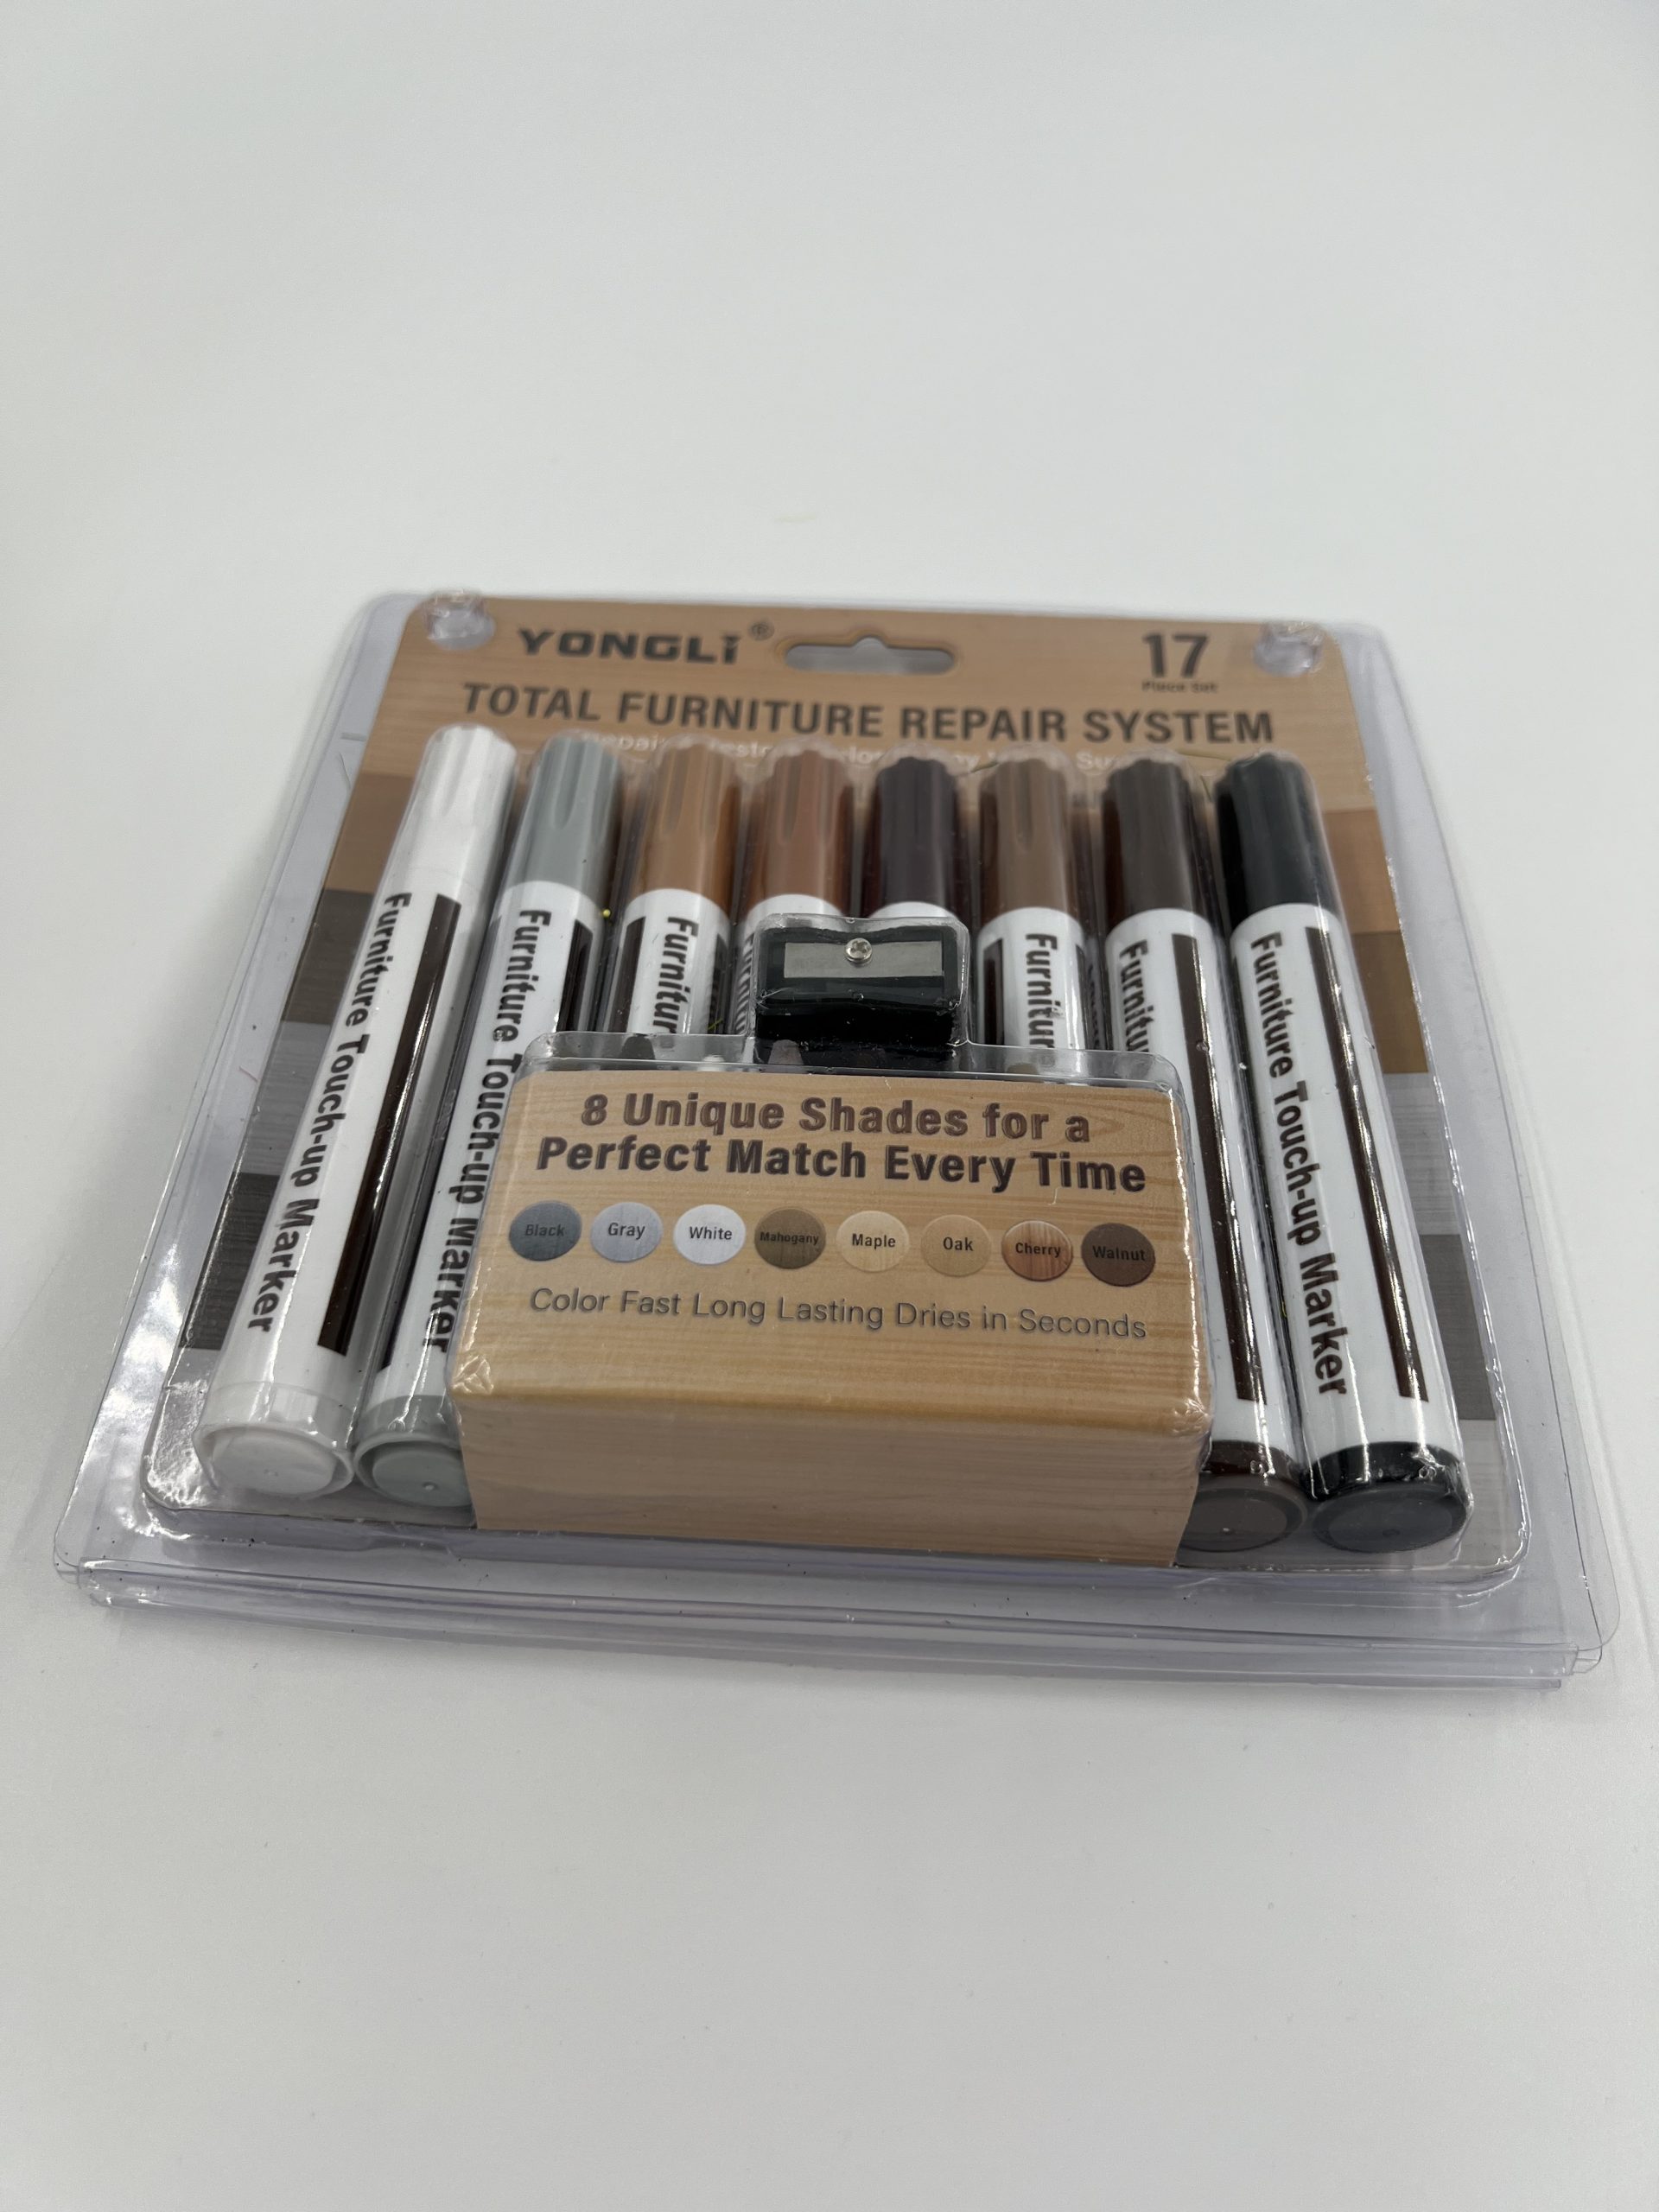 YONGLi®
17
Piece Set
TOTAL FURNITURE REPAIR SYSTEM
Furniture Touch-up Marker
Furniture Touch-up Marker
Furniture Touch-up Marker
8 Unique Shades for a
Perfect Match Every Time
Black Gray White Mahogany Maple Oak Cherry Walnut
Color Fast Long Lasting Dries in Seconds